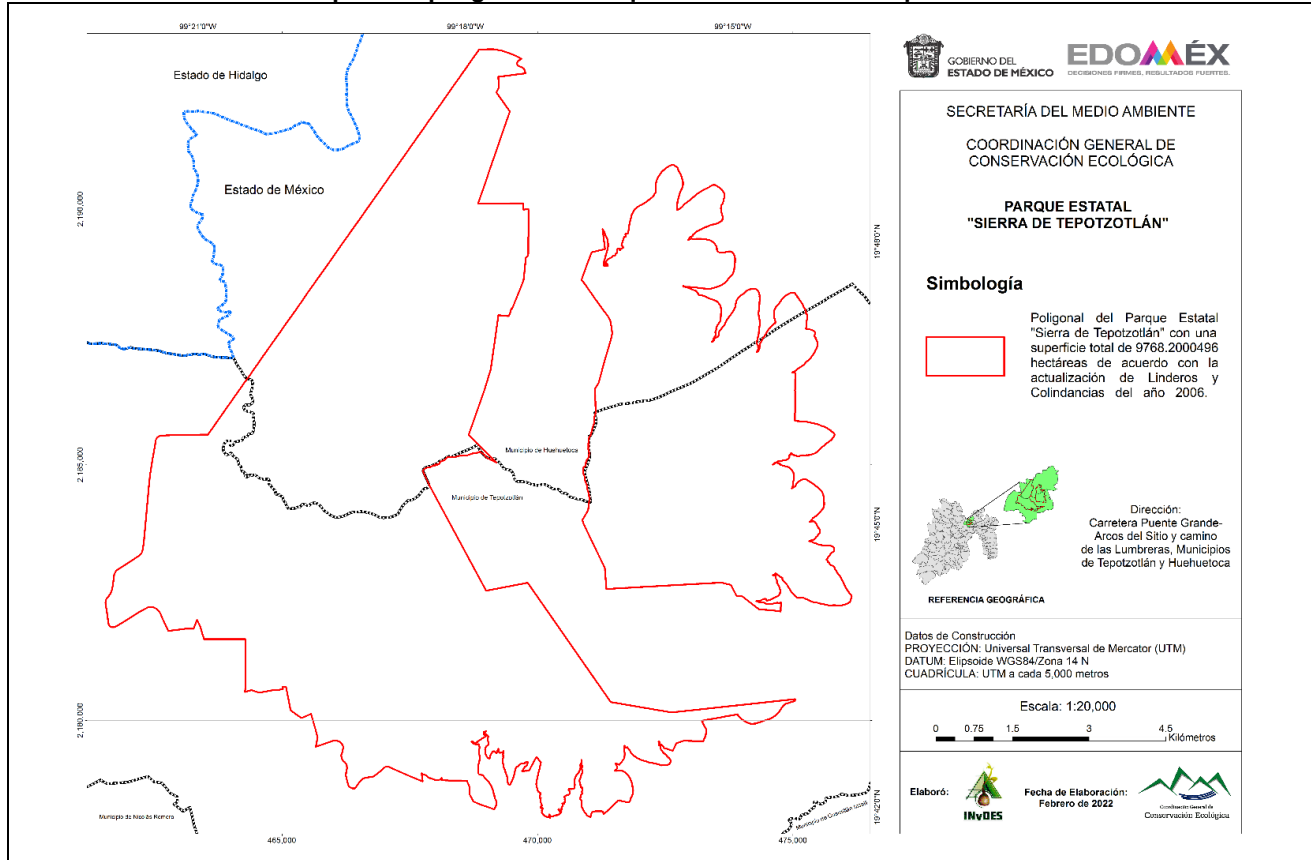 99°21'0"W
99°18'0"W
99°15'0"W
Estado de Hidalgo
Estado de México
2,190,000
2,185,000
2,180,000
19°48'0"N
19°45'0"N
19°42'0"N
Municipio de Huehuetoca
Municipio de Tepotzotlán
Municipio de Nicolás Romero
Municipio de Cuautitlán Izcalli
465,000
470,000
475,000
GOBIERNO DEL
ESTADO DE MÉXICO
EDOMÉX
DECISIONES FIRMES, RESULTADOS FUERTES.
SECRETARÍA DEL MEDIO AMBIENTE
COORDINACIÓN GENERAL DE
CONSERVACIÓN ECOLÓGICA
PARQUE ESTATAL
"SIERRA DE TEPOTZOTLÁN"
Simbología
Poligonal del Parque Estatal
"Sierra de Tepotzotlán" con una
superficie total de 9768.2000496
hectáreas de acuerdo con la
actualización de Linderos y
Colindancias del año 2006.
Dirección:
Carretera Puente Grande-
Arcos del Sitio y camino
de las Lumbreras, Municipios
de Tepotzotlán y Huehuetoca
REFERENCIA GEOGRÁFICA
Datos de Construcción
PROYECCIÓN: Universal Transversal de Mercator (UTM)
DATUM: Elipsoide WGS84/Zona 14 N
CUADRÍCULA: UTM a cada 5,000 metros
Escala: 1:20,000
0 0.75 1.5 3 4.5
Kilómetros
Elaboró:
INVDES
Fecha de Elaboración:
Febrero de 2022
Coordinación General de
Conservación Ecológica